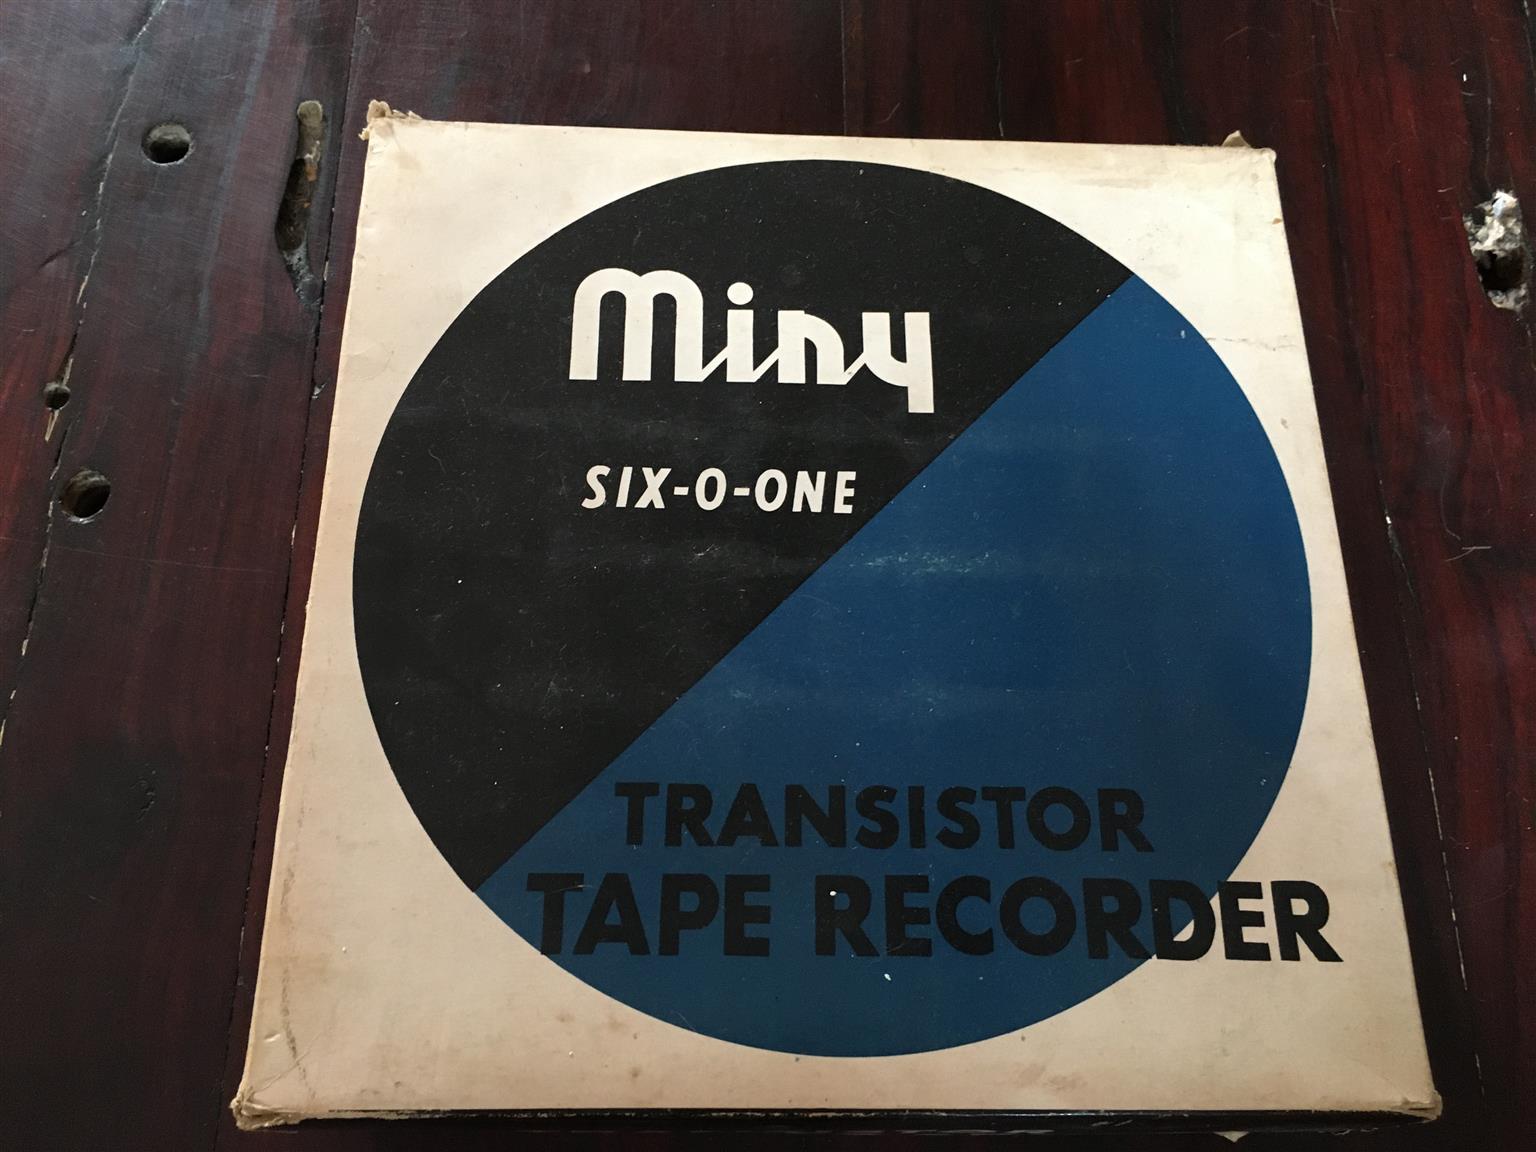 miny
SIX-O-ONE
TRANSISTOR
TAPE RECORDER